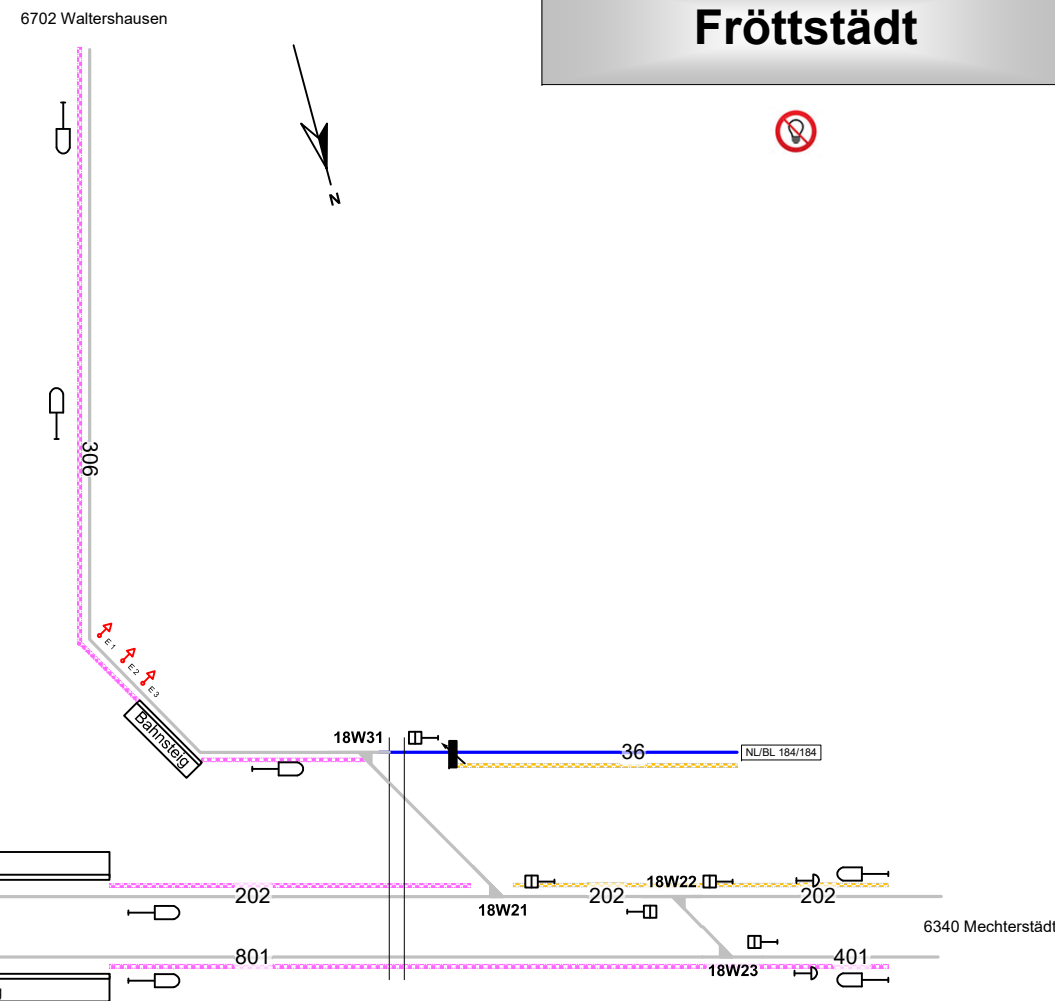 6702 Waltershausen
Fröttstädt
N
306
E 1
E 2
E 3
Bahnsteig
18W31
36
NL/BL 184/184
202
18W21
202
18W22
202
6340 Mechterstädt
801
18W23
401